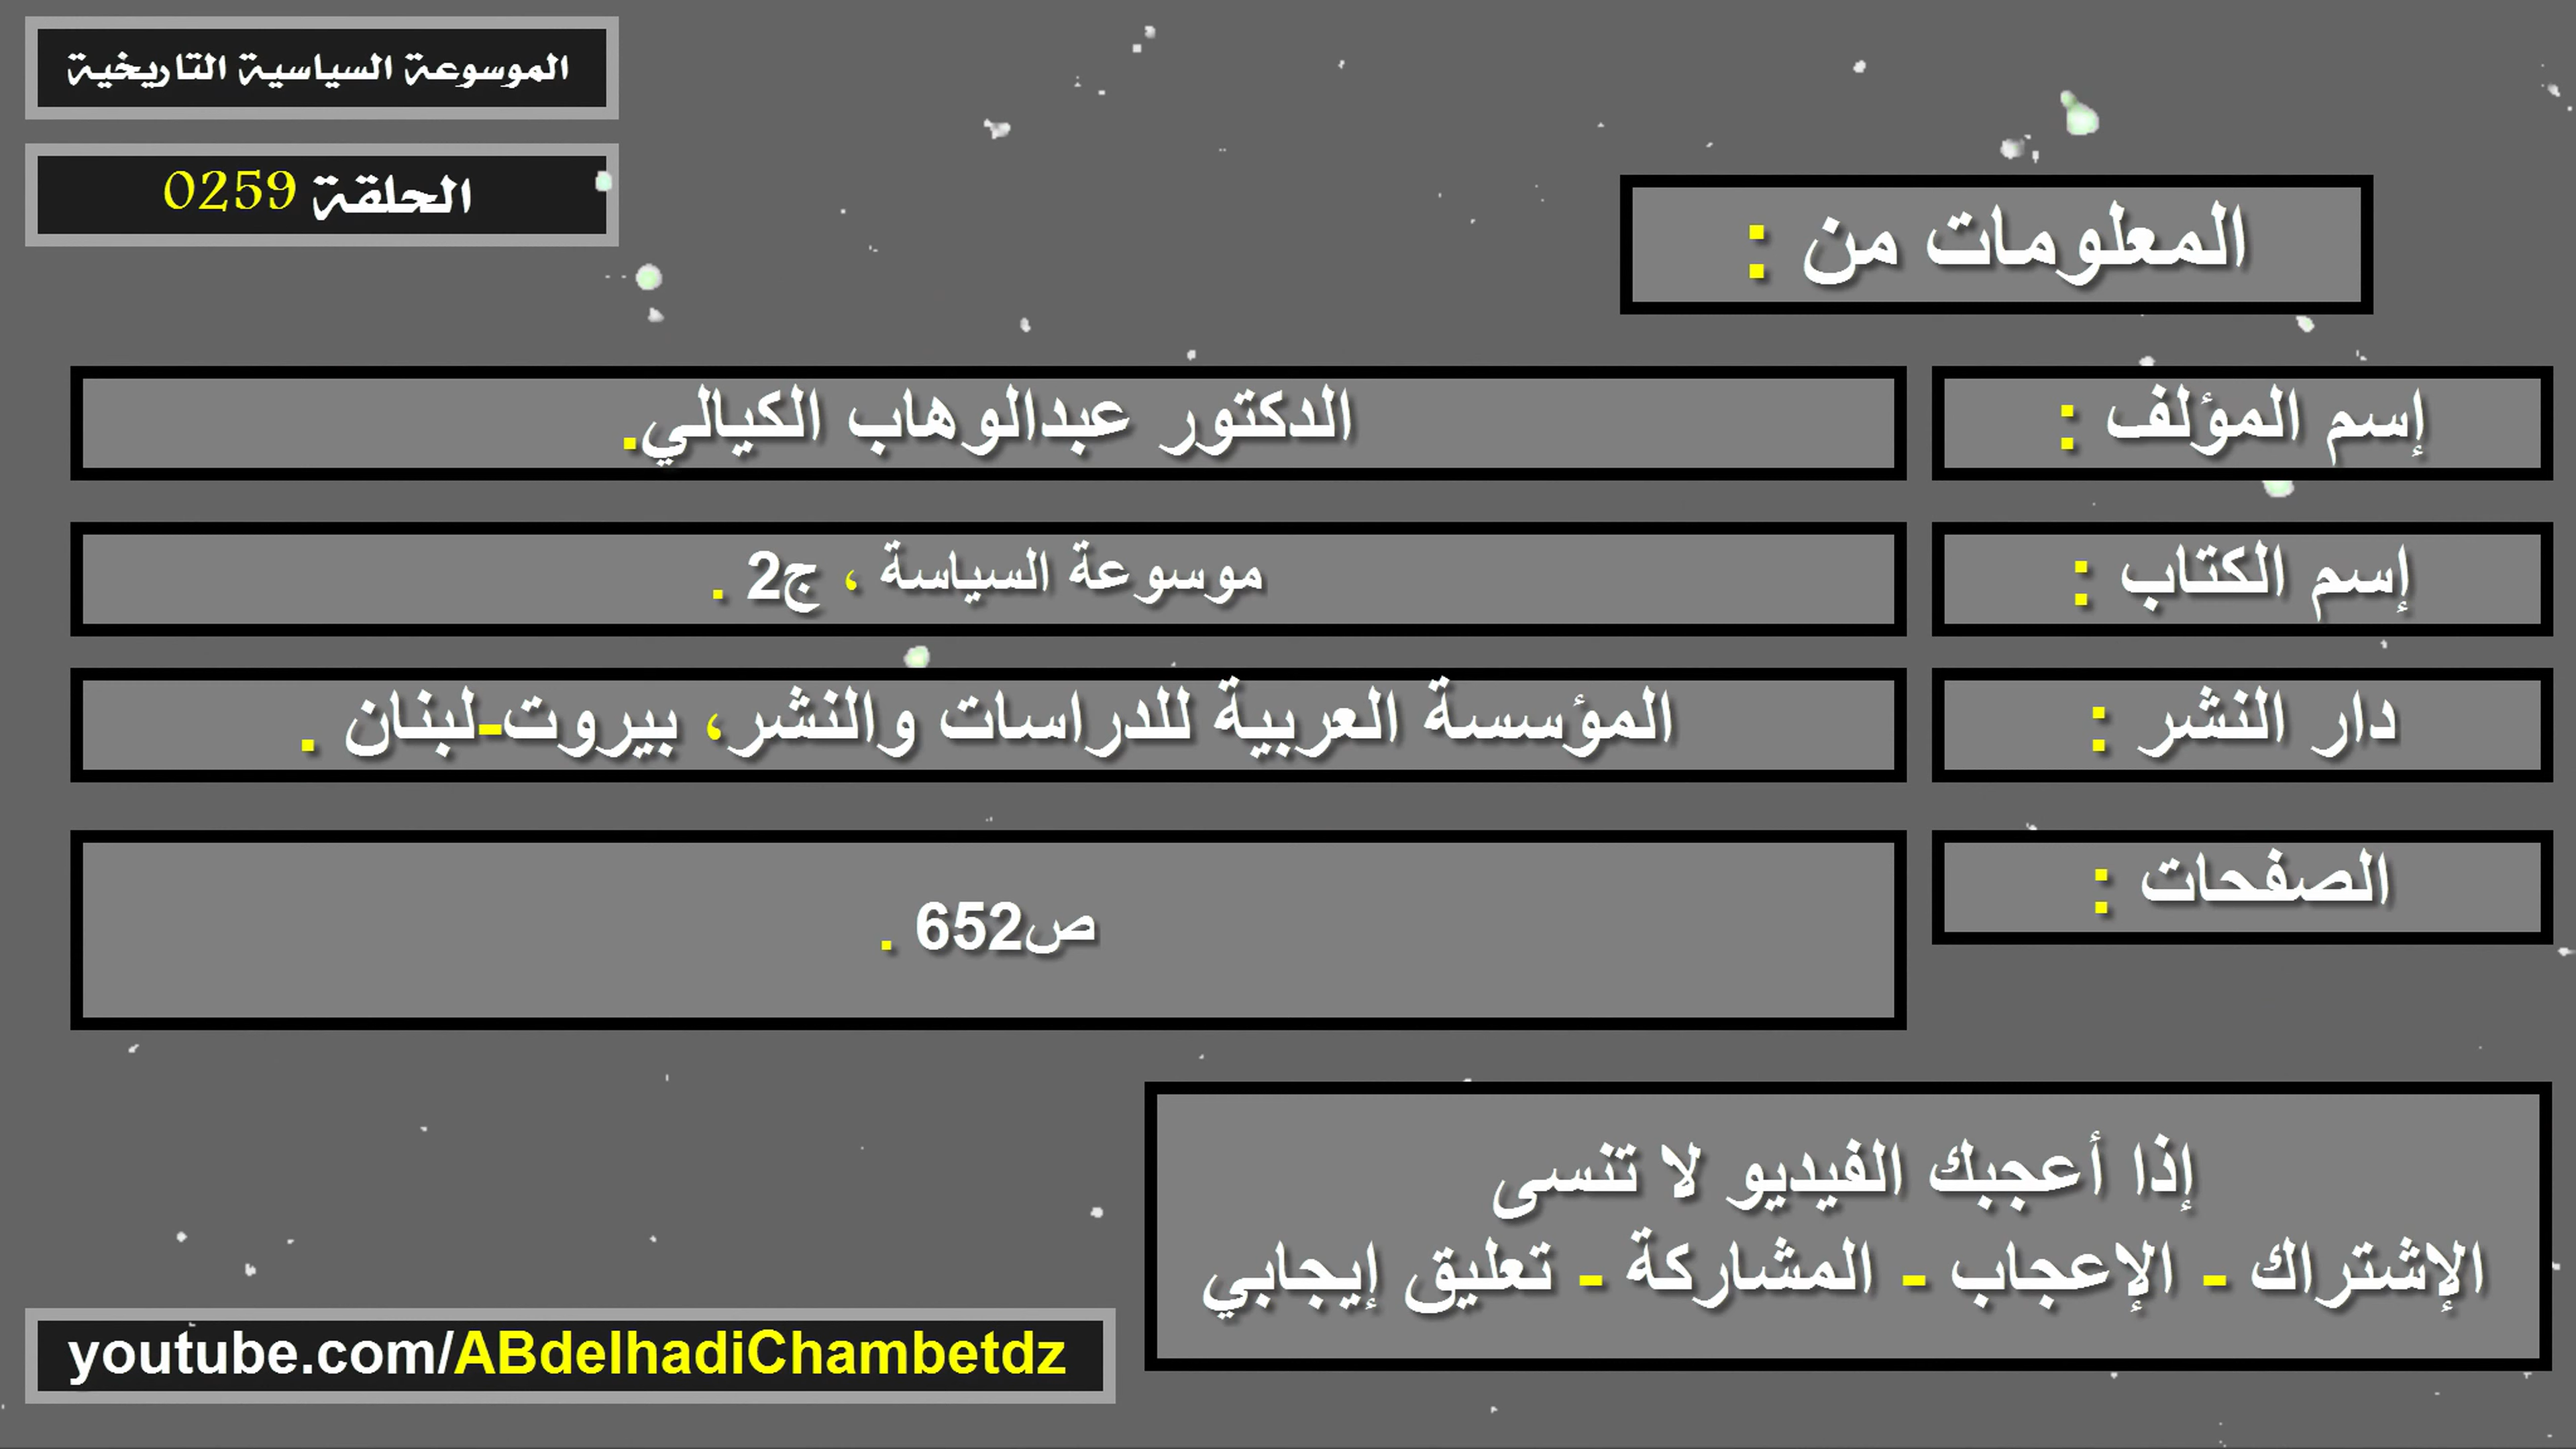 الموسوعة السياسية التاريخية
الحلقة 0259
المعلومات من :
إسم المؤلف :
الدكتور عبدالوهاب الكيالي.
إسم الكتاب :
موسوعة السياسة ، ج2 .
دار النشر :
المؤسسة العربية للدراسات والنشر، بيروت-لبنان .
الصفحات :
ص652 .
إذا أعجبك الفيديو لا تنسى
الإشتراك - الإعجاب - المشاركة - تعليق إيجابي
youtube.com/ABdelhadiChambetdz